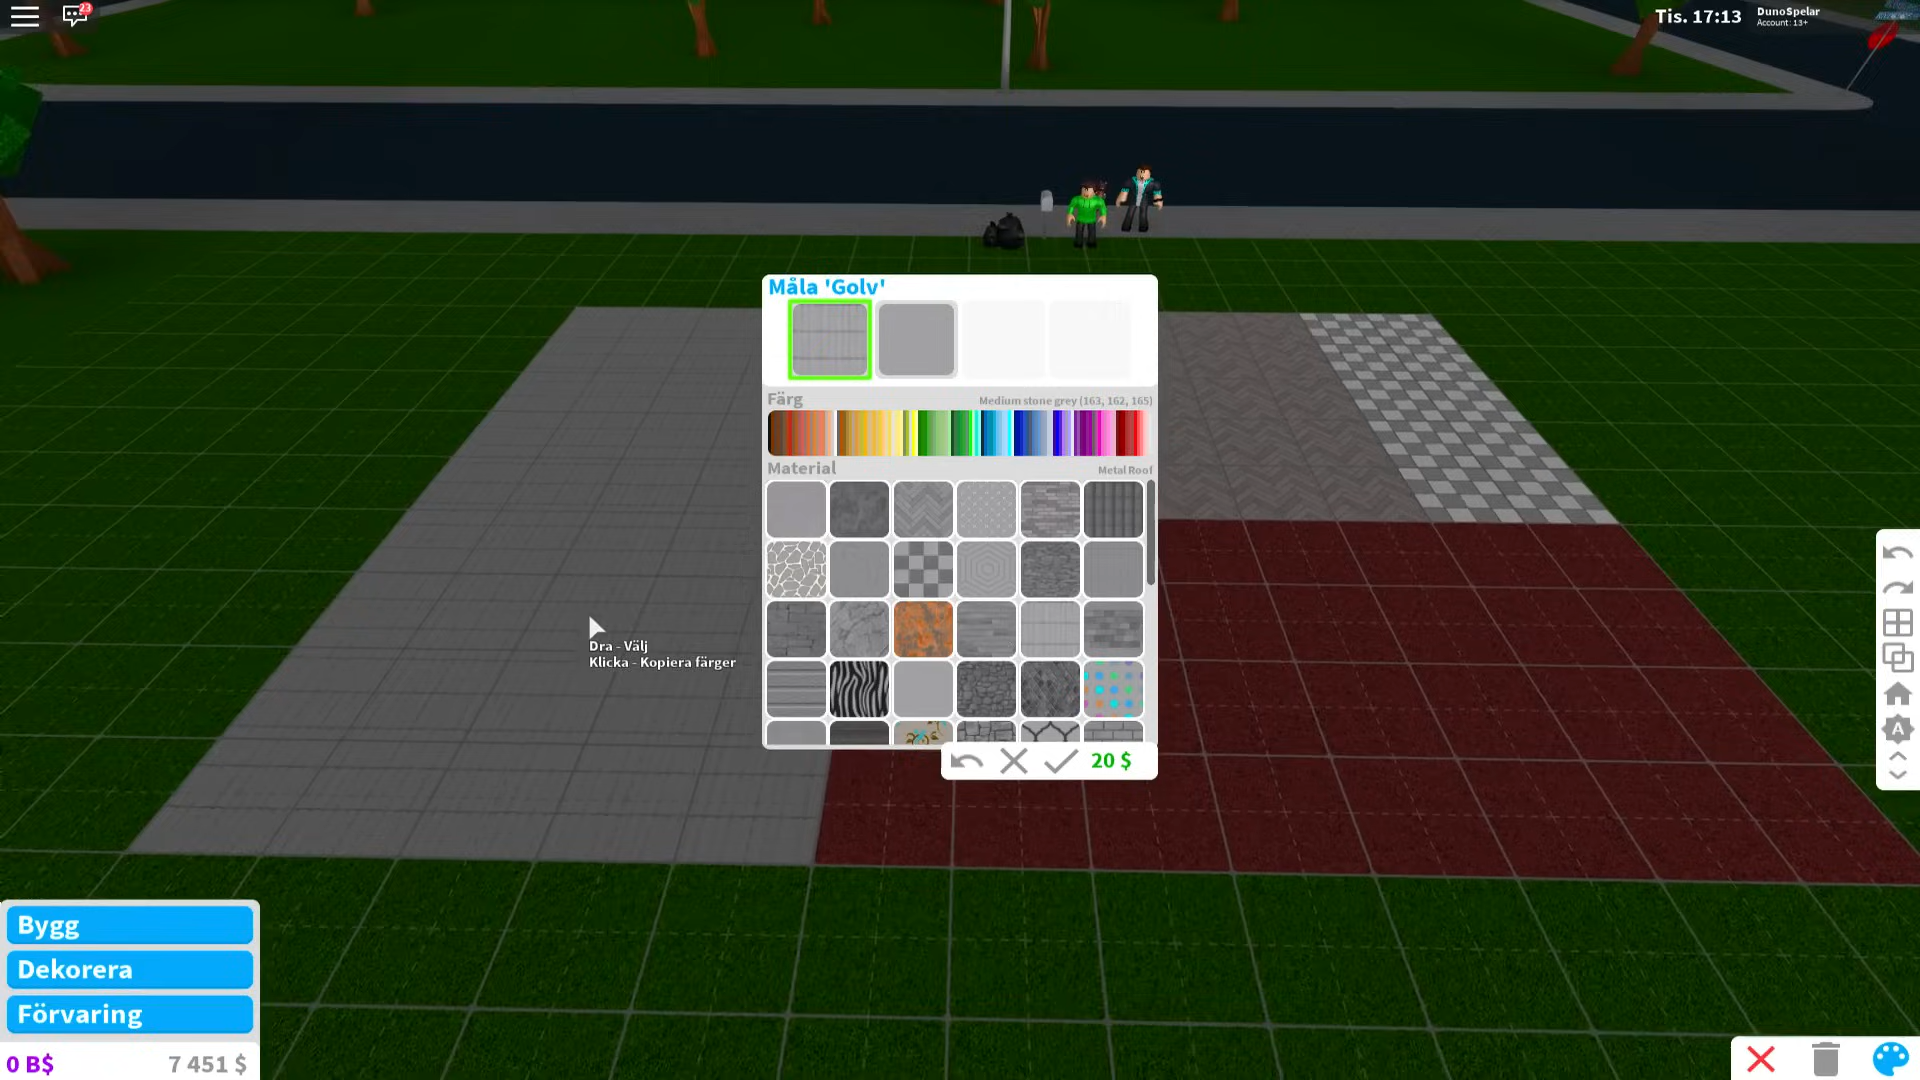 23
Tis. 17:13
DunoSpelar
Account: 13+
Måla 'Golv'
Färg
Medium stone grey (163, 162, 165)
Material
Metal Roof
Dra - Välj
Klicka - Kopiera färger
20 $
A
Bygg
Dekorera
Förvaring
0 B$
7 451 $